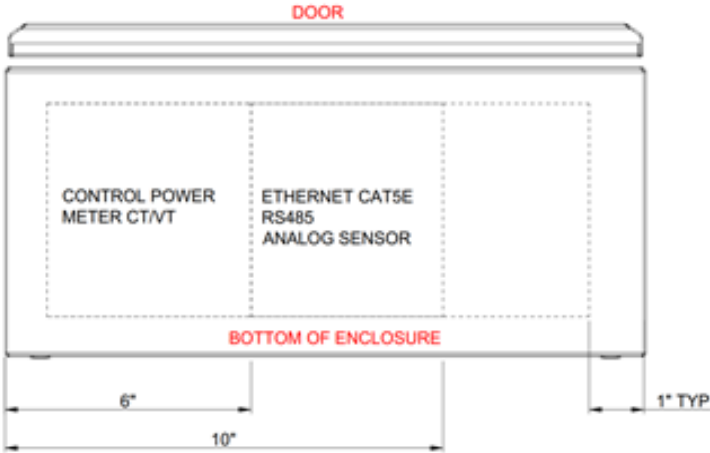 DOOR
CONTROL POWER
METER CT/VT
ETHERNET CAT5E
RS485
ANALOG SENSOR
BOTTOM OF ENCLOSURE
6"
1" TYP
10"